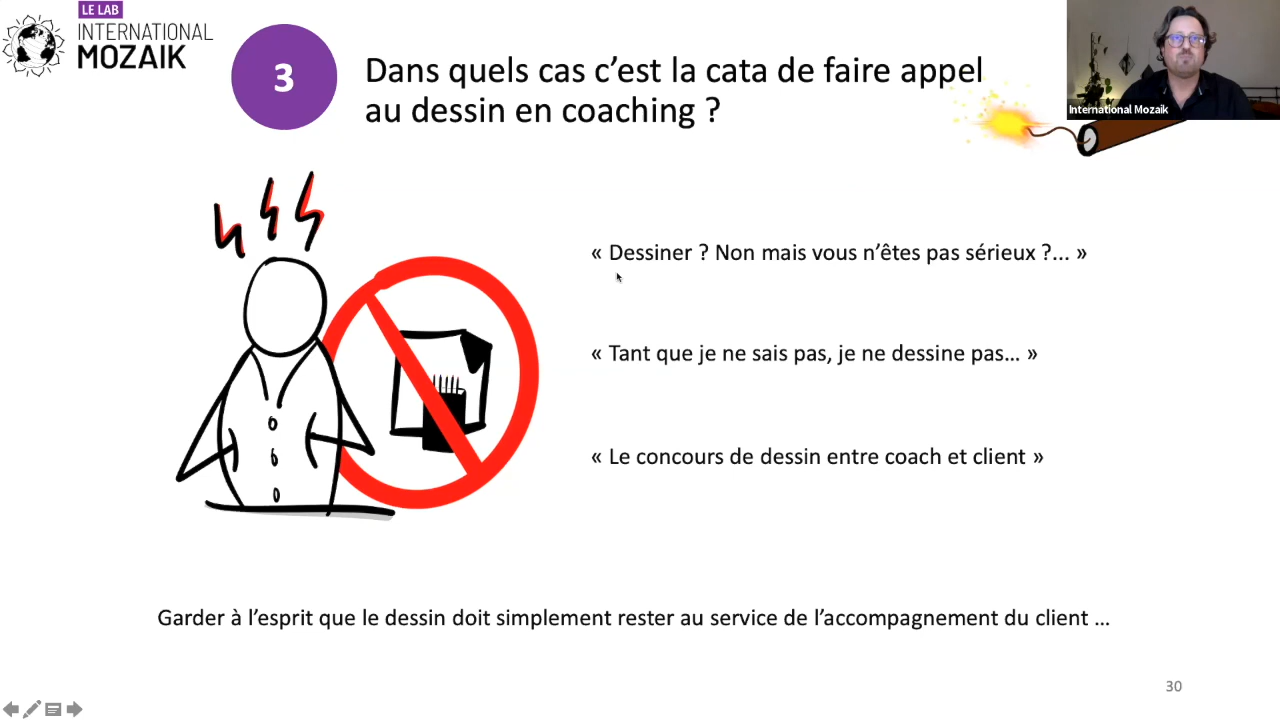 LE LAB
INTERNATIONAL
MOZAIK
3
Dans quels cas c’est la cata de faire appel
au dessin en coaching ?
International Mozaik
« Dessiner ? Non mais vous n’êtes pas sérieux ?... »
« Tant que je ne sais pas, je ne dessine pas… »
« Le concours de dessin entre coach et client »
Garder à l’esprit que le dessin doit simplement rester au service de l’accompagnement du client …
30